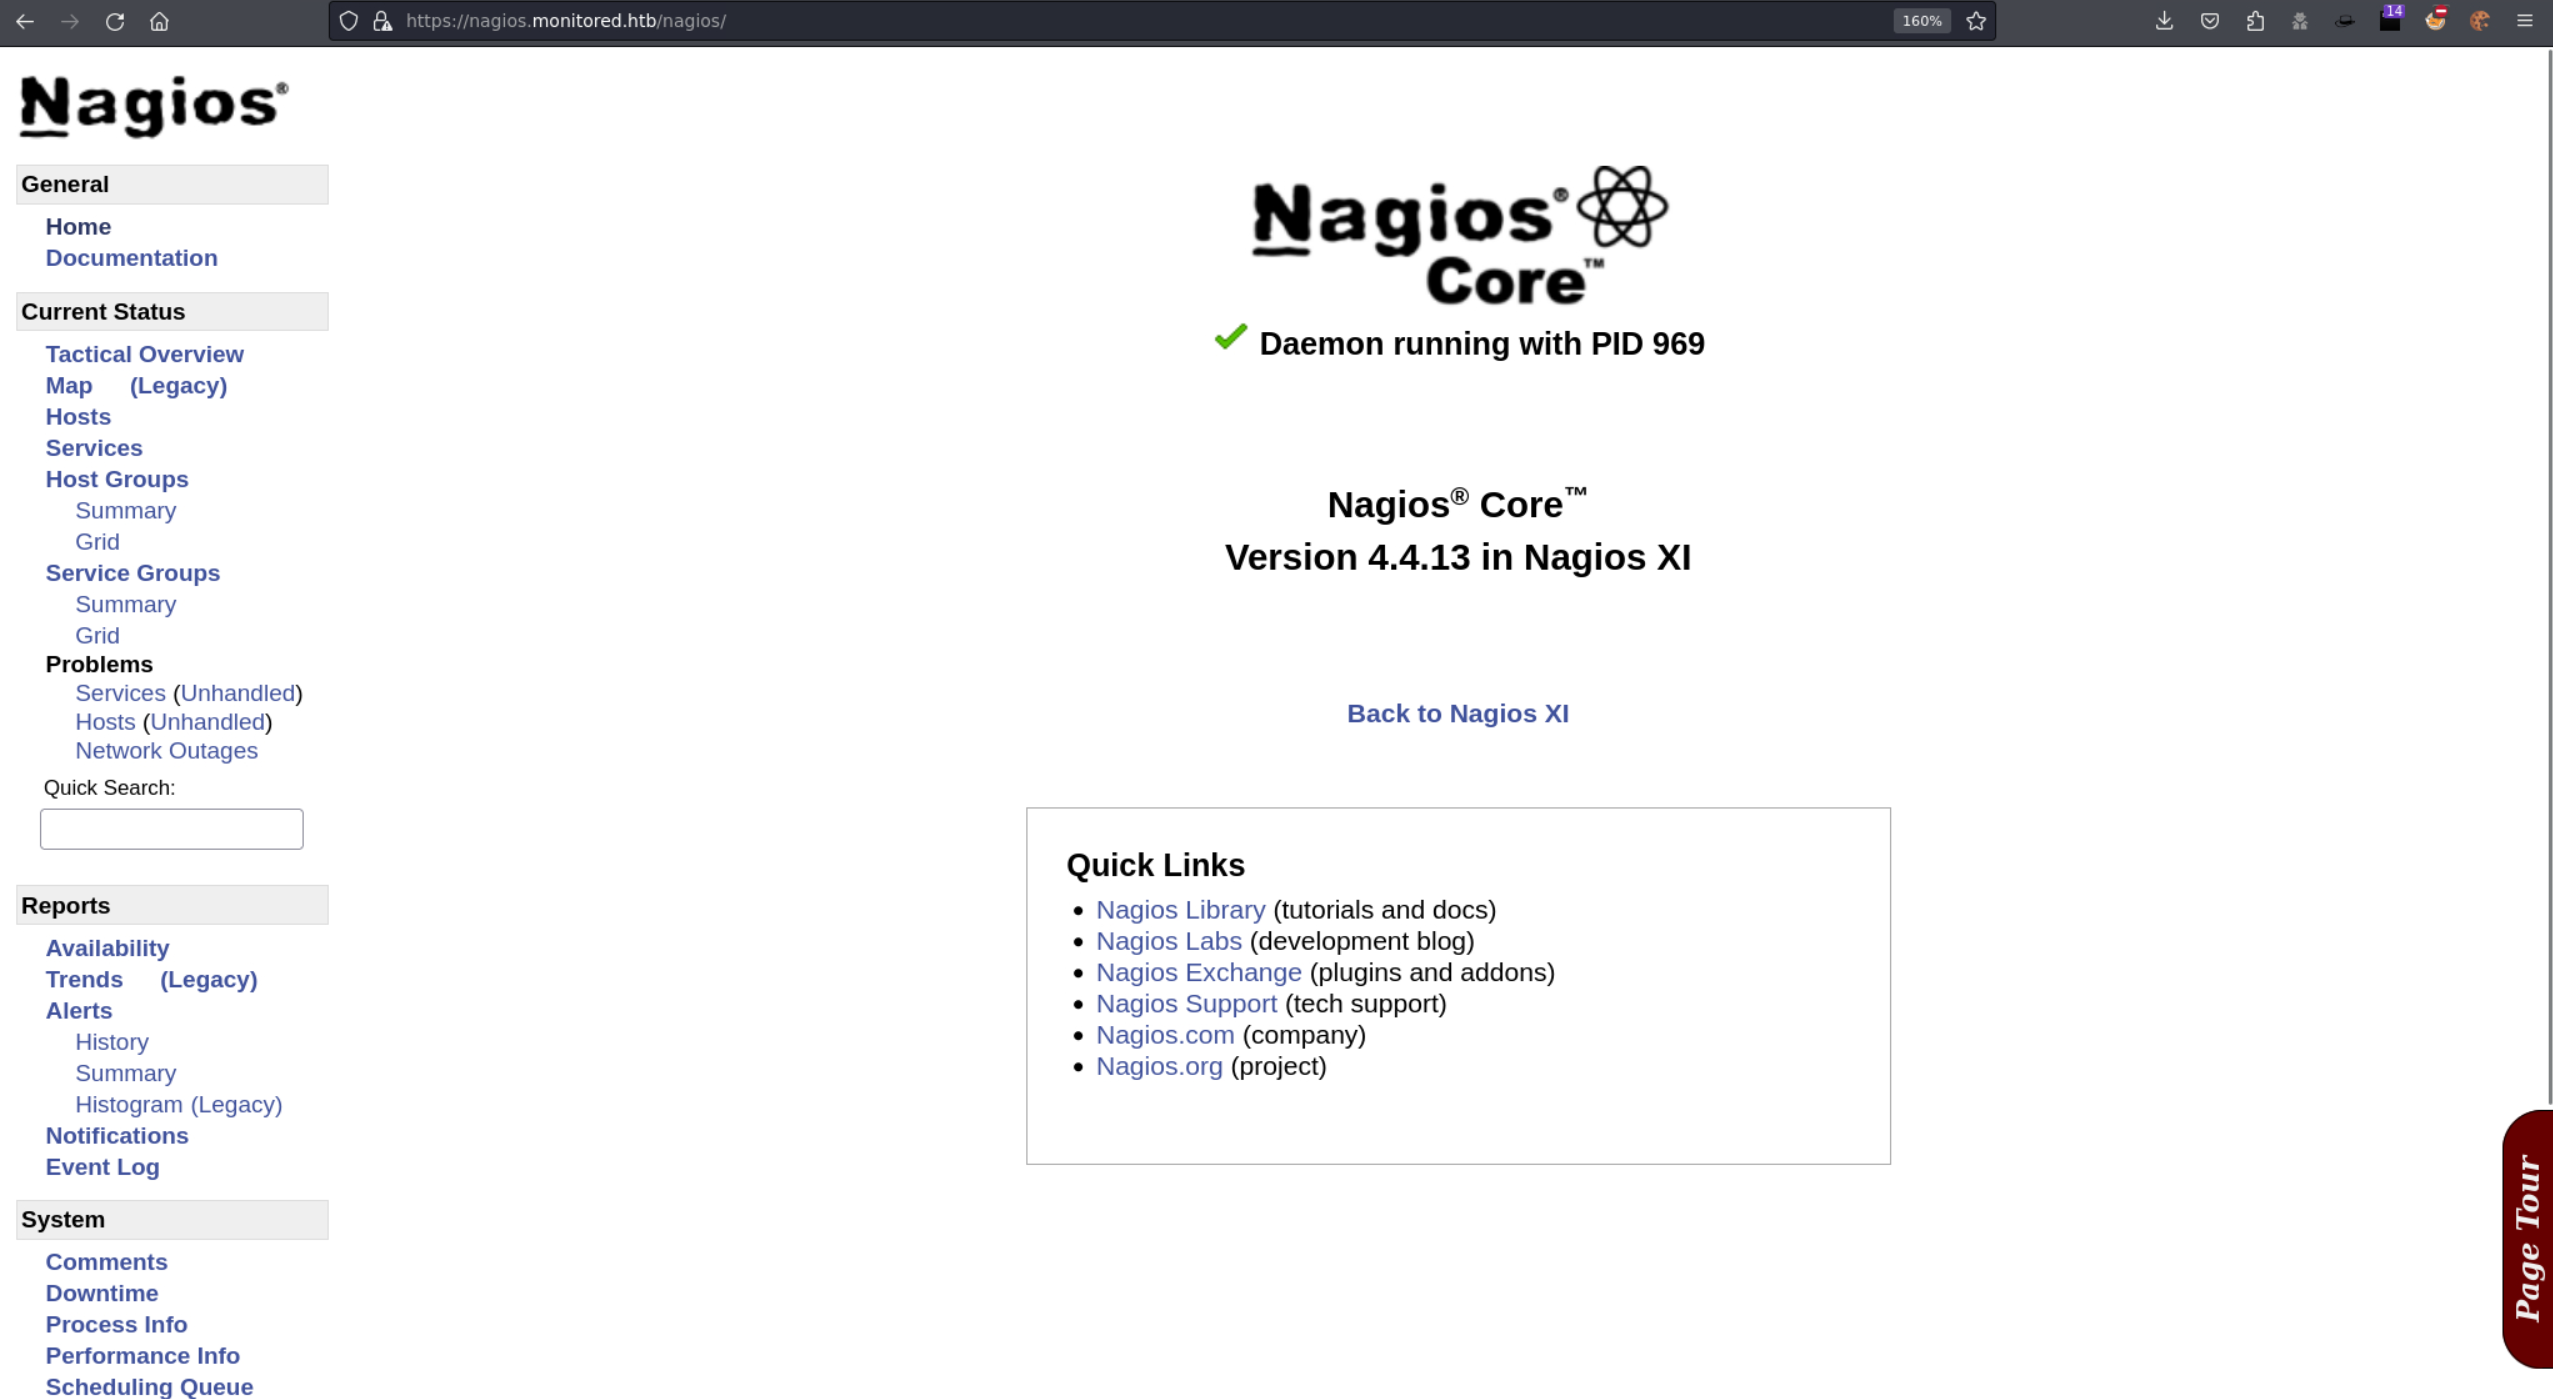 https://nagios.monitored.htb/nagios/
160%
14
Nagios®
General
Home
Documentation
Current Status
Tactical Overview
Map (Legacy)
Hosts
Services
Host Groups
Summary
Grid
Service Groups
Summary
Grid
Problems
Services (Unhandled)
Hosts (Unhandled)
Network Outages
Quick Search:
Reports
Availability
Trends (Legacy)
Alerts
History
Summary
Histogram (Legacy)
Notifications
Event Log
System
Comments
Downtime
Process Info
Performance Info
Scheduling Queue
Nagios®
Core™
Daemon running with PID 969
Nagios® Core™
Version 4.4.13 in Nagios XI
Back to Nagios XI
Quick Links
• Nagios Library (tutorials and docs)
• Nagios Labs (development blog)
• Nagios Exchange (plugins and addons)
• Nagios Support (tech support)
• Nagios.com (company)
• Nagios.org (project)
Page Tour